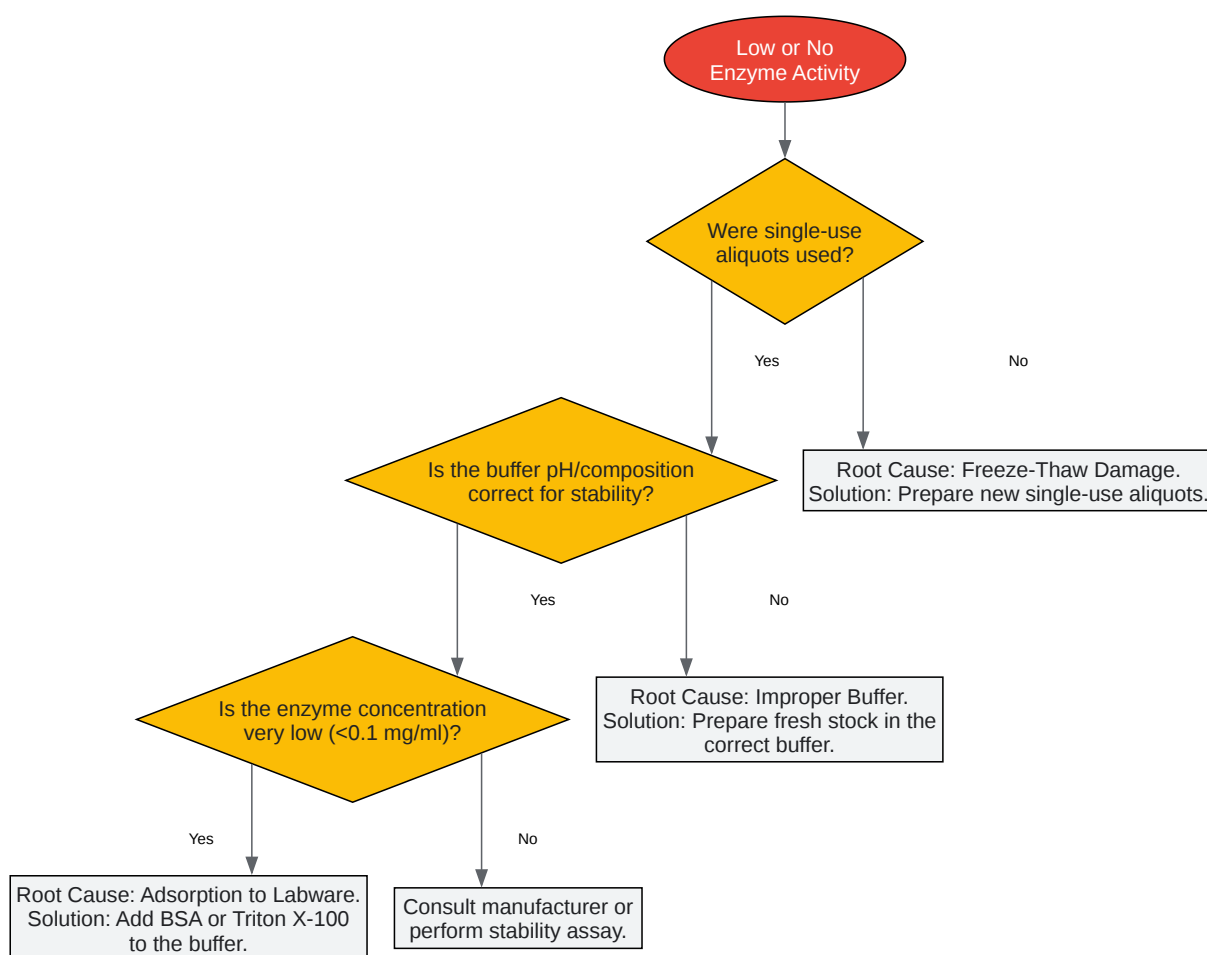 Low or No
Enzyme Activity
Were single-use
aliquots used?
Yes
No
Is the buffer pH/composition
correct for stability?
Root Cause: Freeze-Thaw Damage.
Solution: Prepare new single-use aliquots.
Yes
No
Is the enzyme concentration
very low (<0.1 mg/ml)?
Root Cause: Improper Buffer.
Solution: Prepare fresh stock in the
correct buffer.
Yes
No
Root Cause: Adsorption to Labware.
Solution: Add BSA or Triton X-100
to the buffer.
Consult manufacturer or
perform stability assay.